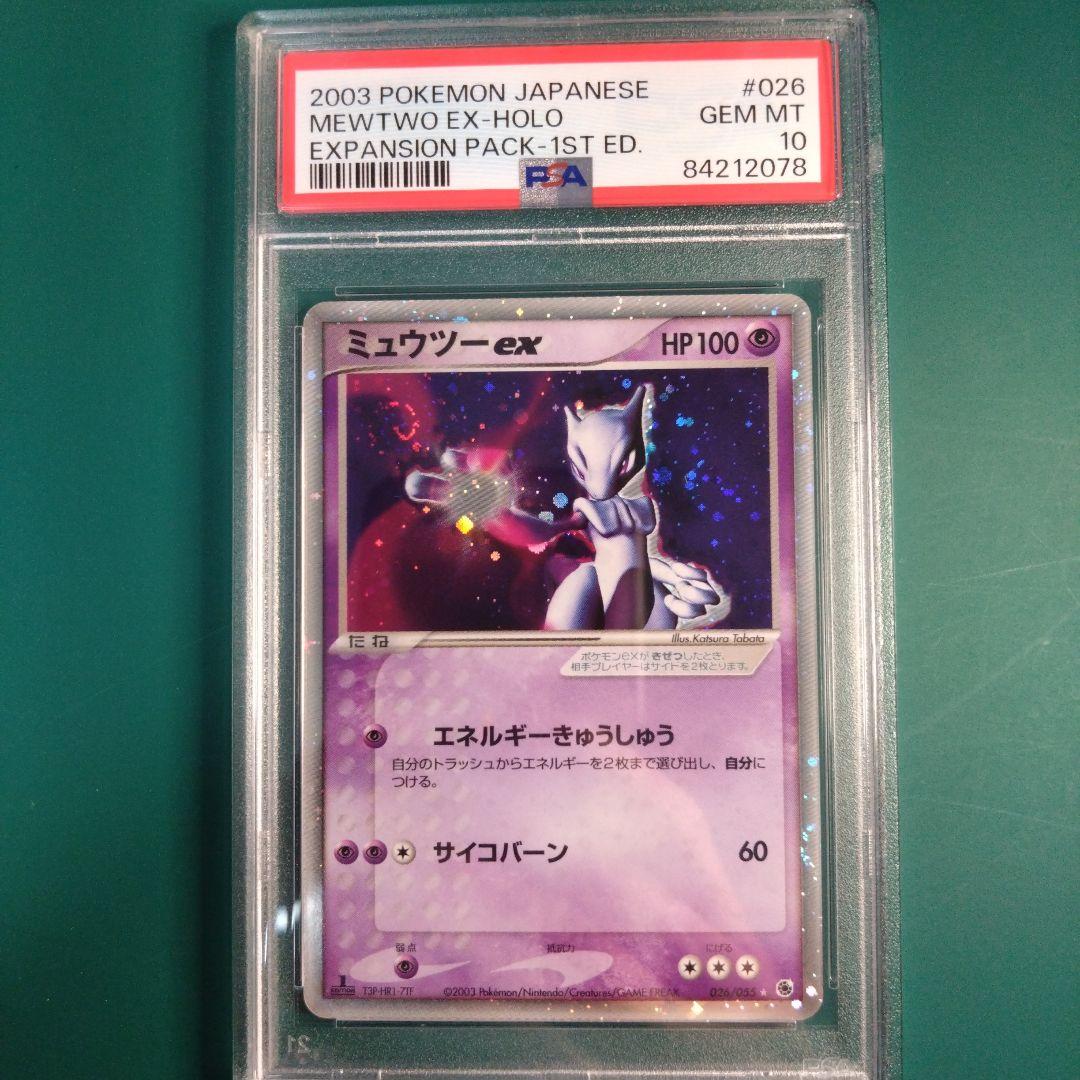 2003 POKEMON JAPANESE #026
MEWTWO EX-HOLO GEM MT
EXPANSION PACK-1ST ED. 10
PSA 84212078
ミュウツーex HP100
たね Illus.Katsura Tabata
ポケモンexがきぜつしたとき、
相手プレイヤーはサイドを2枚とります。
エネルギーきゅうしゅう
自分のトラッシュからエネルギーを2枚まで選び出し、自分に
つける。
サイコバーン 60
弱点 抵抗力 にげる
1 EDITION T3P-HR1-7TF ©2003 Pokémon/Nintendo/Creatures/GAME FREAK 026/055 ★